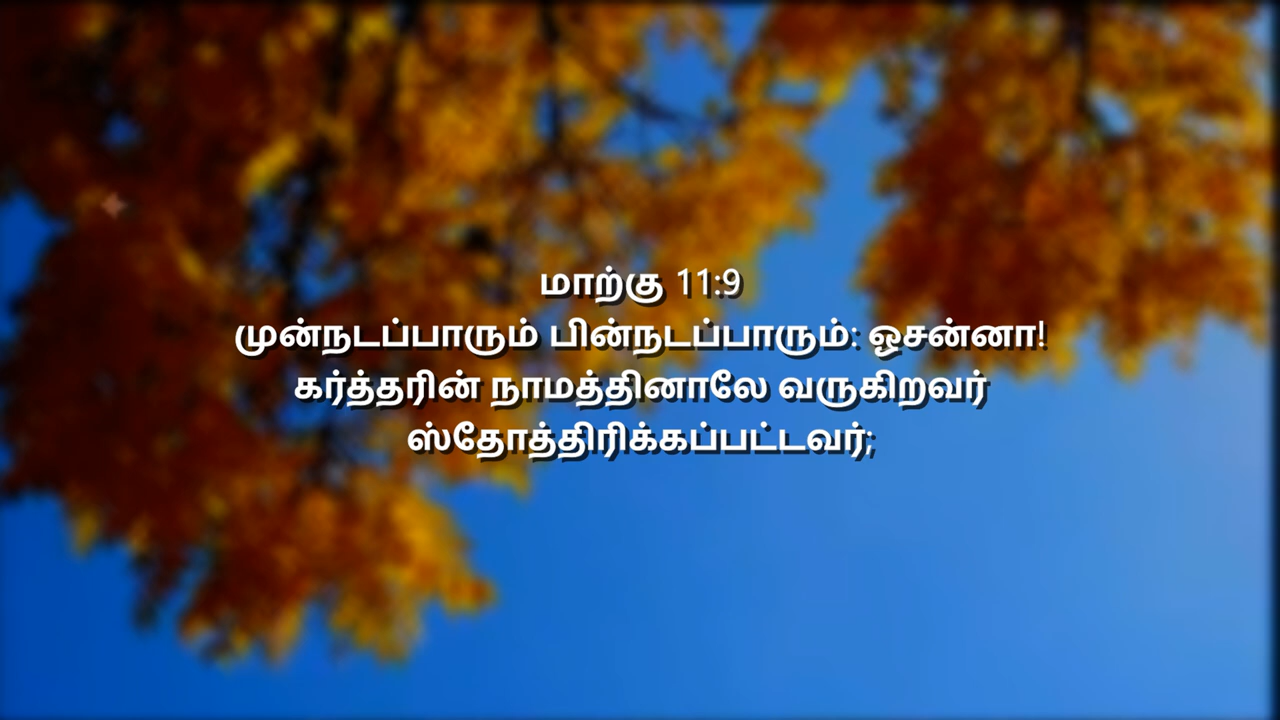 மாற்கு 11:9
முன்நடப்பாரும் பின்நடப்பாரும்: ஓசன்னா!
கர்த்தரின் நாமத்தினாலே வருகிறவர்
ஸ்தோத்திரிக்கப்பட்டவர்;